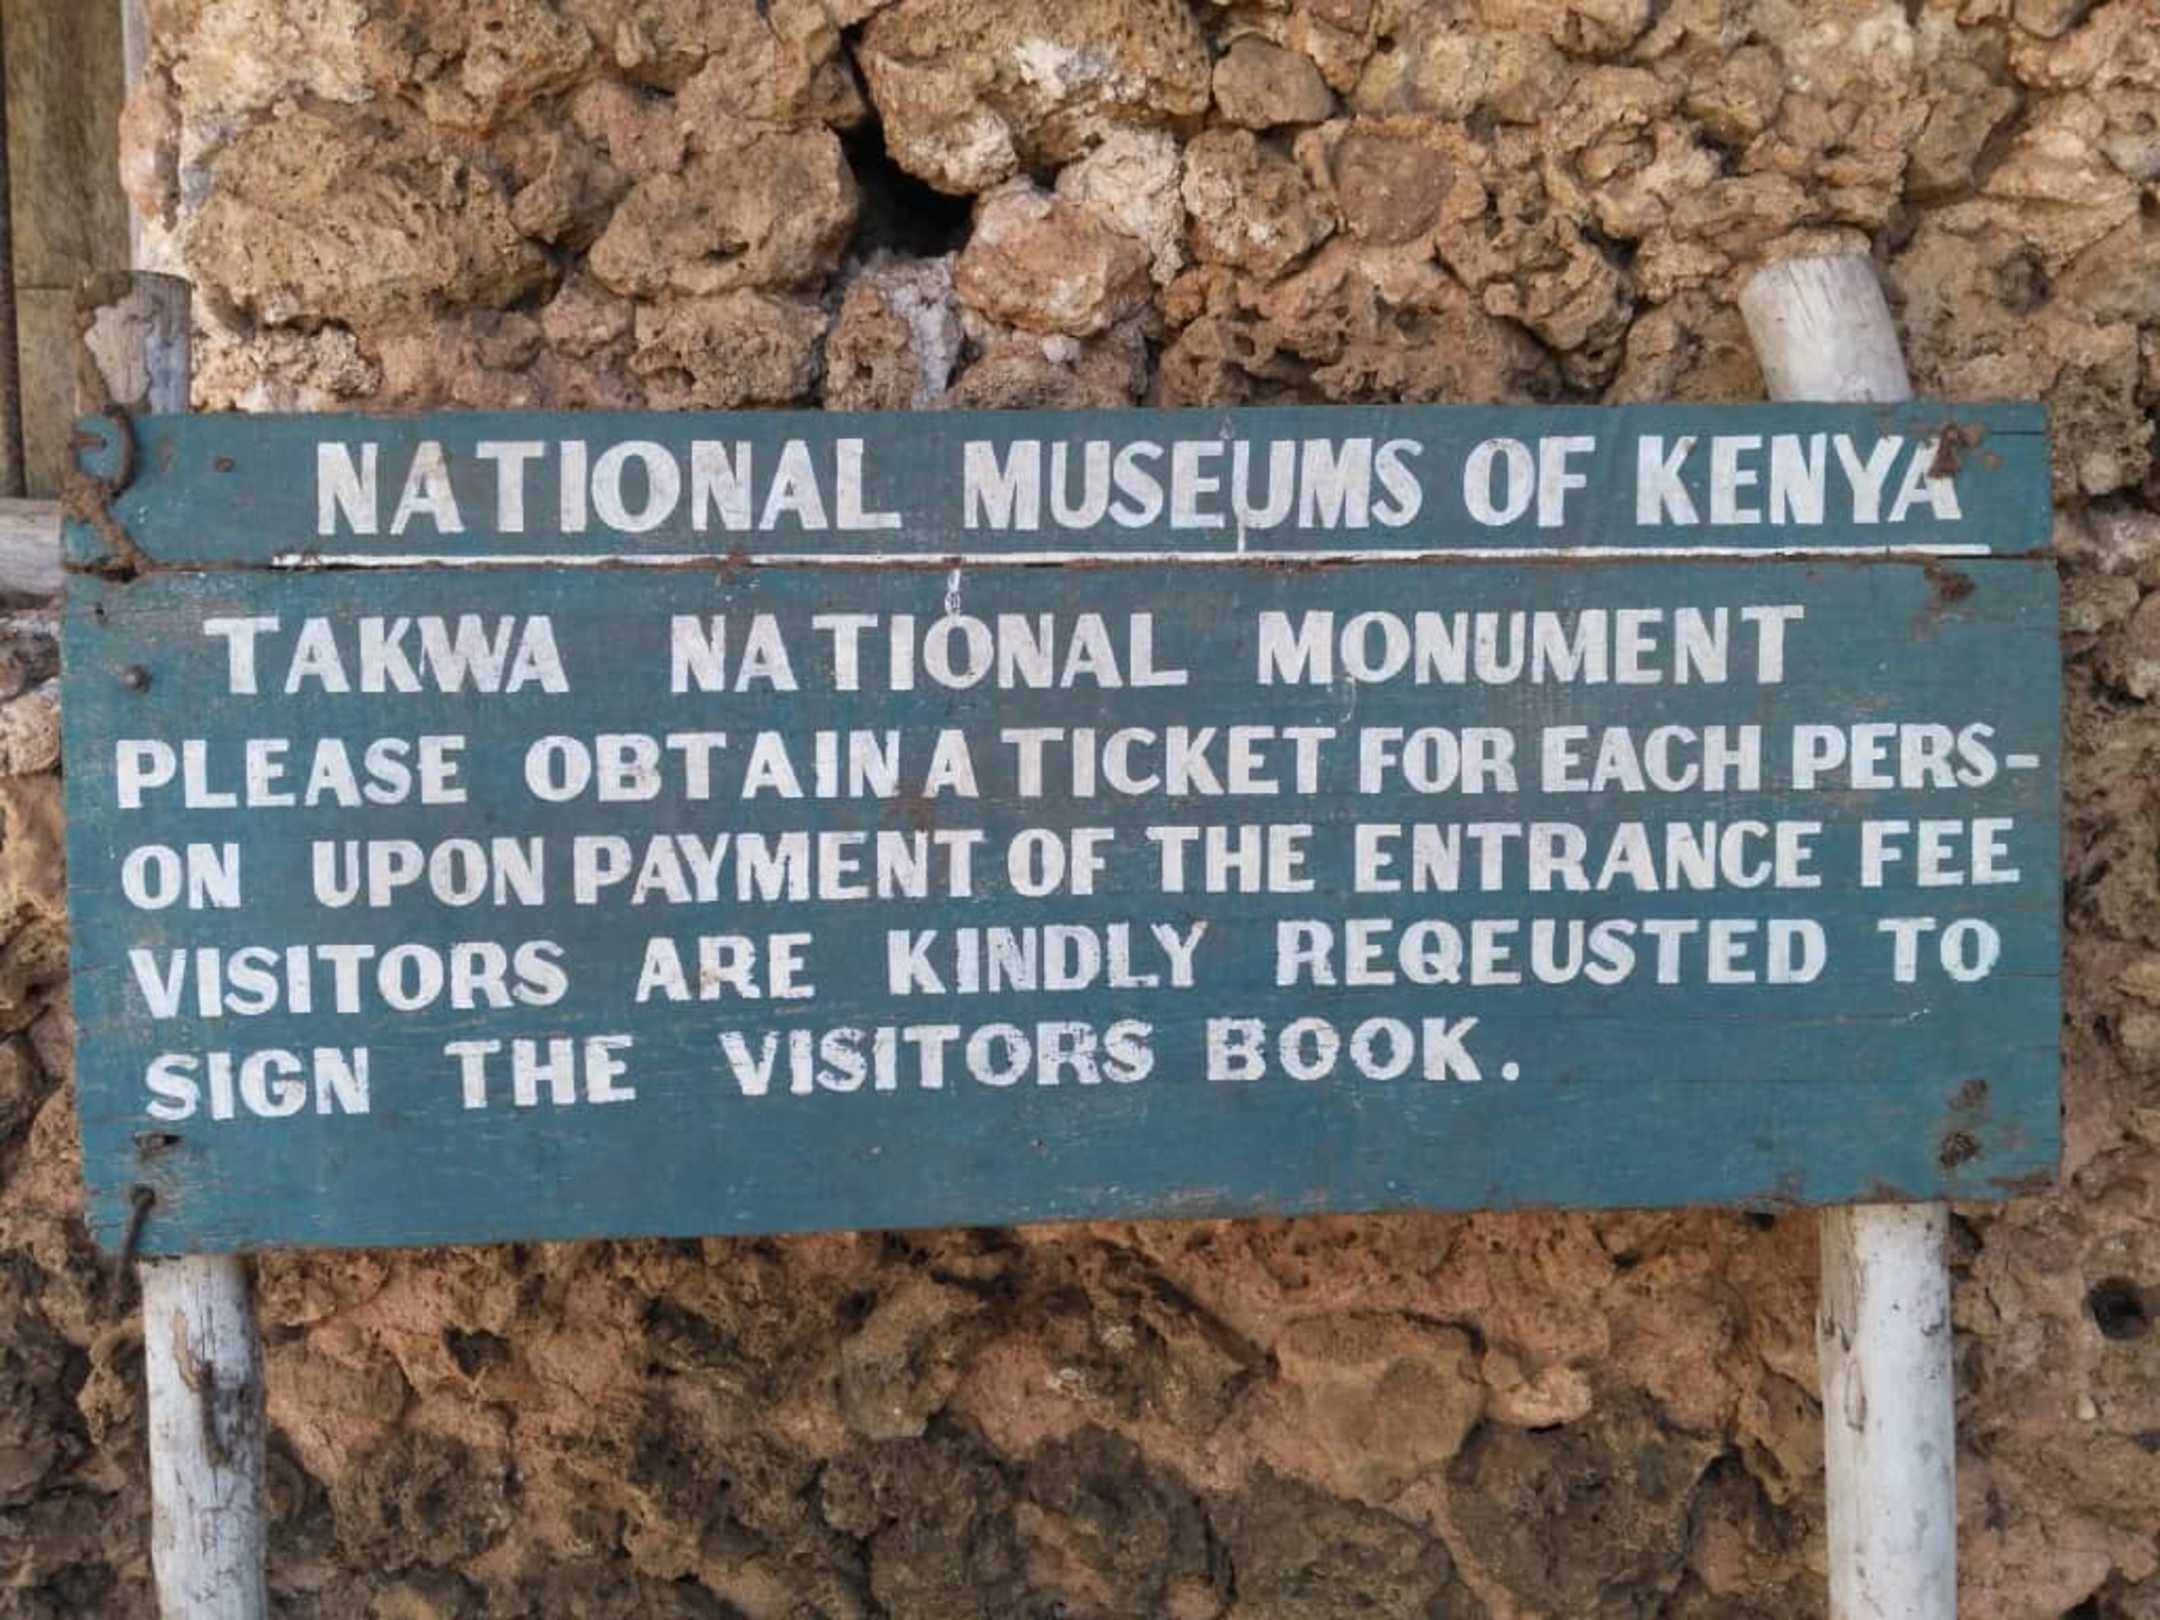 NATIONAL MUSEUMS OF KENYA
TAKWA NATIONAL MONUMENT
PLEASE OBTAIN A TICKET FOR EACH PERS-
ON UPON PAYMENT OF THE ENTRANCE FEE
VISITORS ARE KINDLY REQEUSTED TO
SIGN THE VISITORS BOOK.